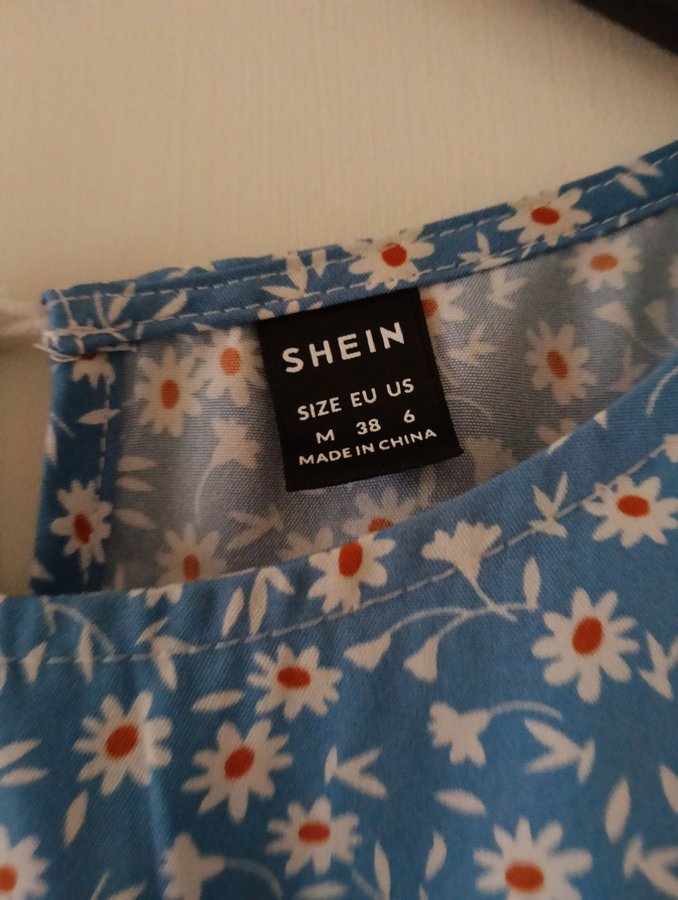 SHEIN
SIZE EU US
M 38 6
MADE IN CHINA